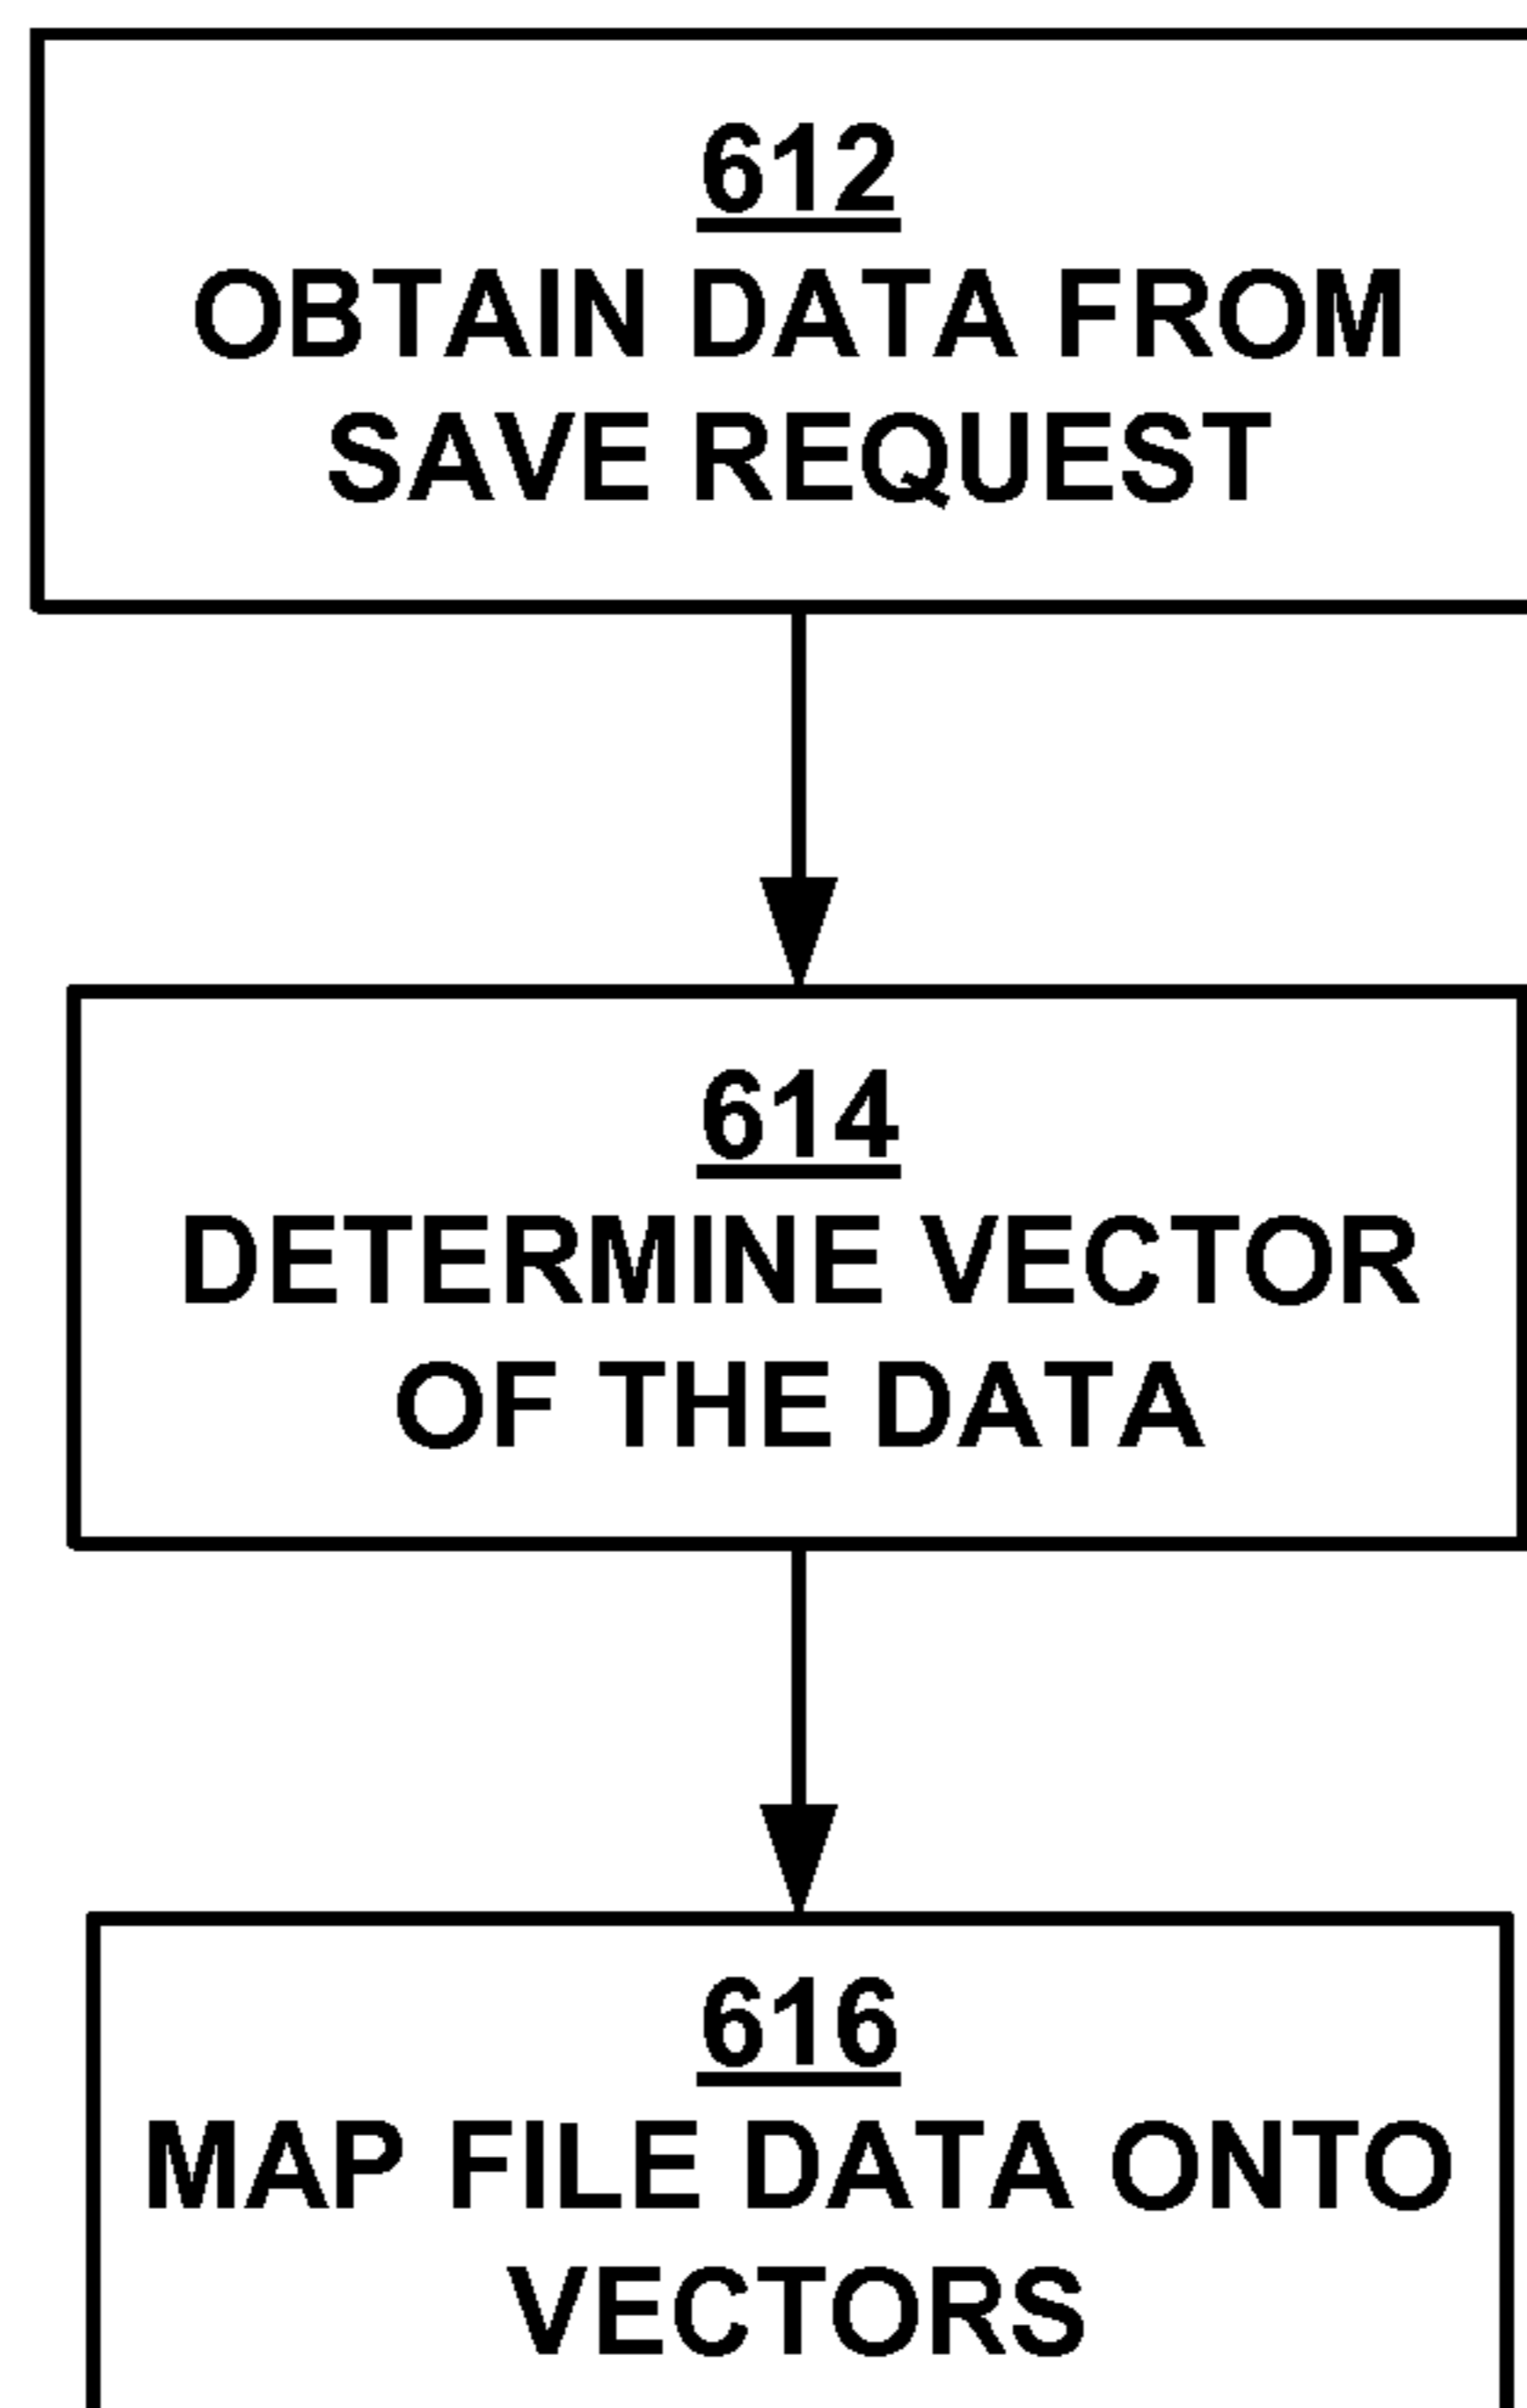 612
OBTAIN DATA FROM
SAVE REQUEST
614
DETERMINE VECTOR
OF THE DATA
616
MAP FILE DATA ONTO
VECTORS